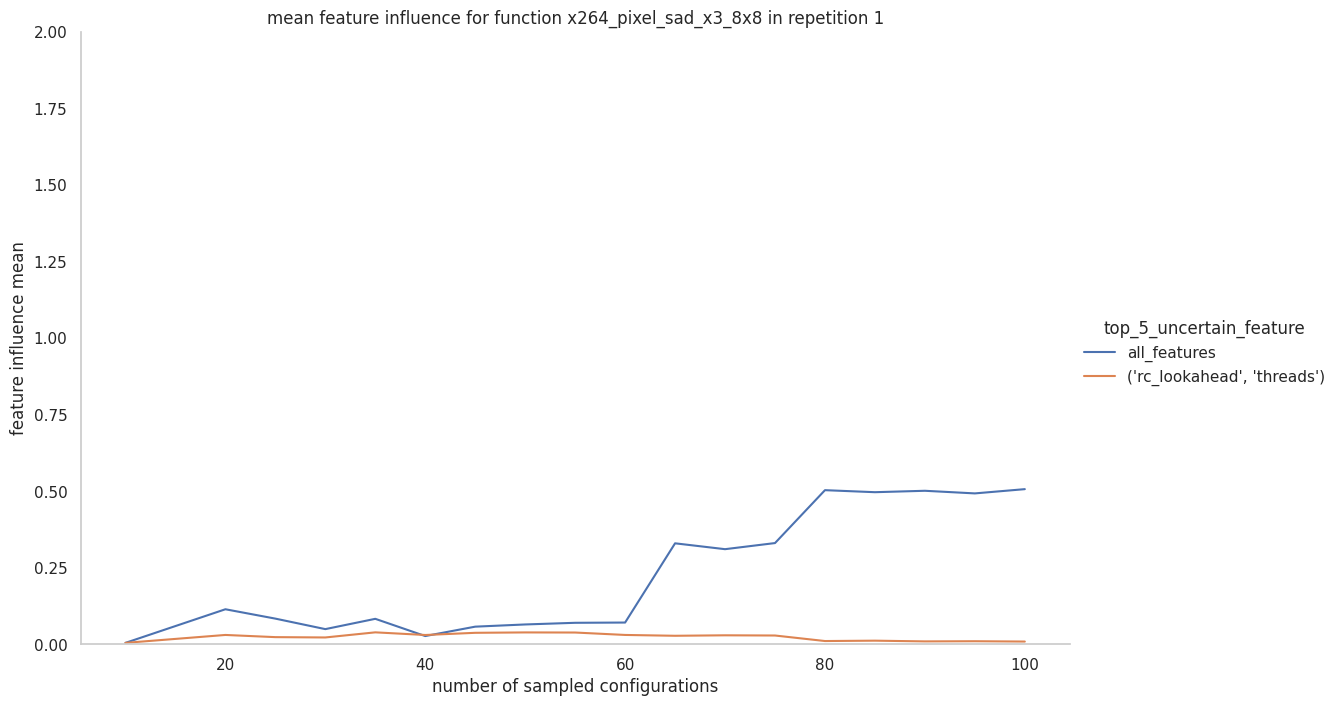 mean feature influence for function x264_pixel_sad_x3_8x8 in repetition 1
2.00
1.75
1.50
1.25
1.00
0.75
0.50
0.25
0.00
feature influence mean
20
40
60
80
100
number of sampled configurations
top_5_uncertain_feature
all_features
('rc_lookahead', 'threads')